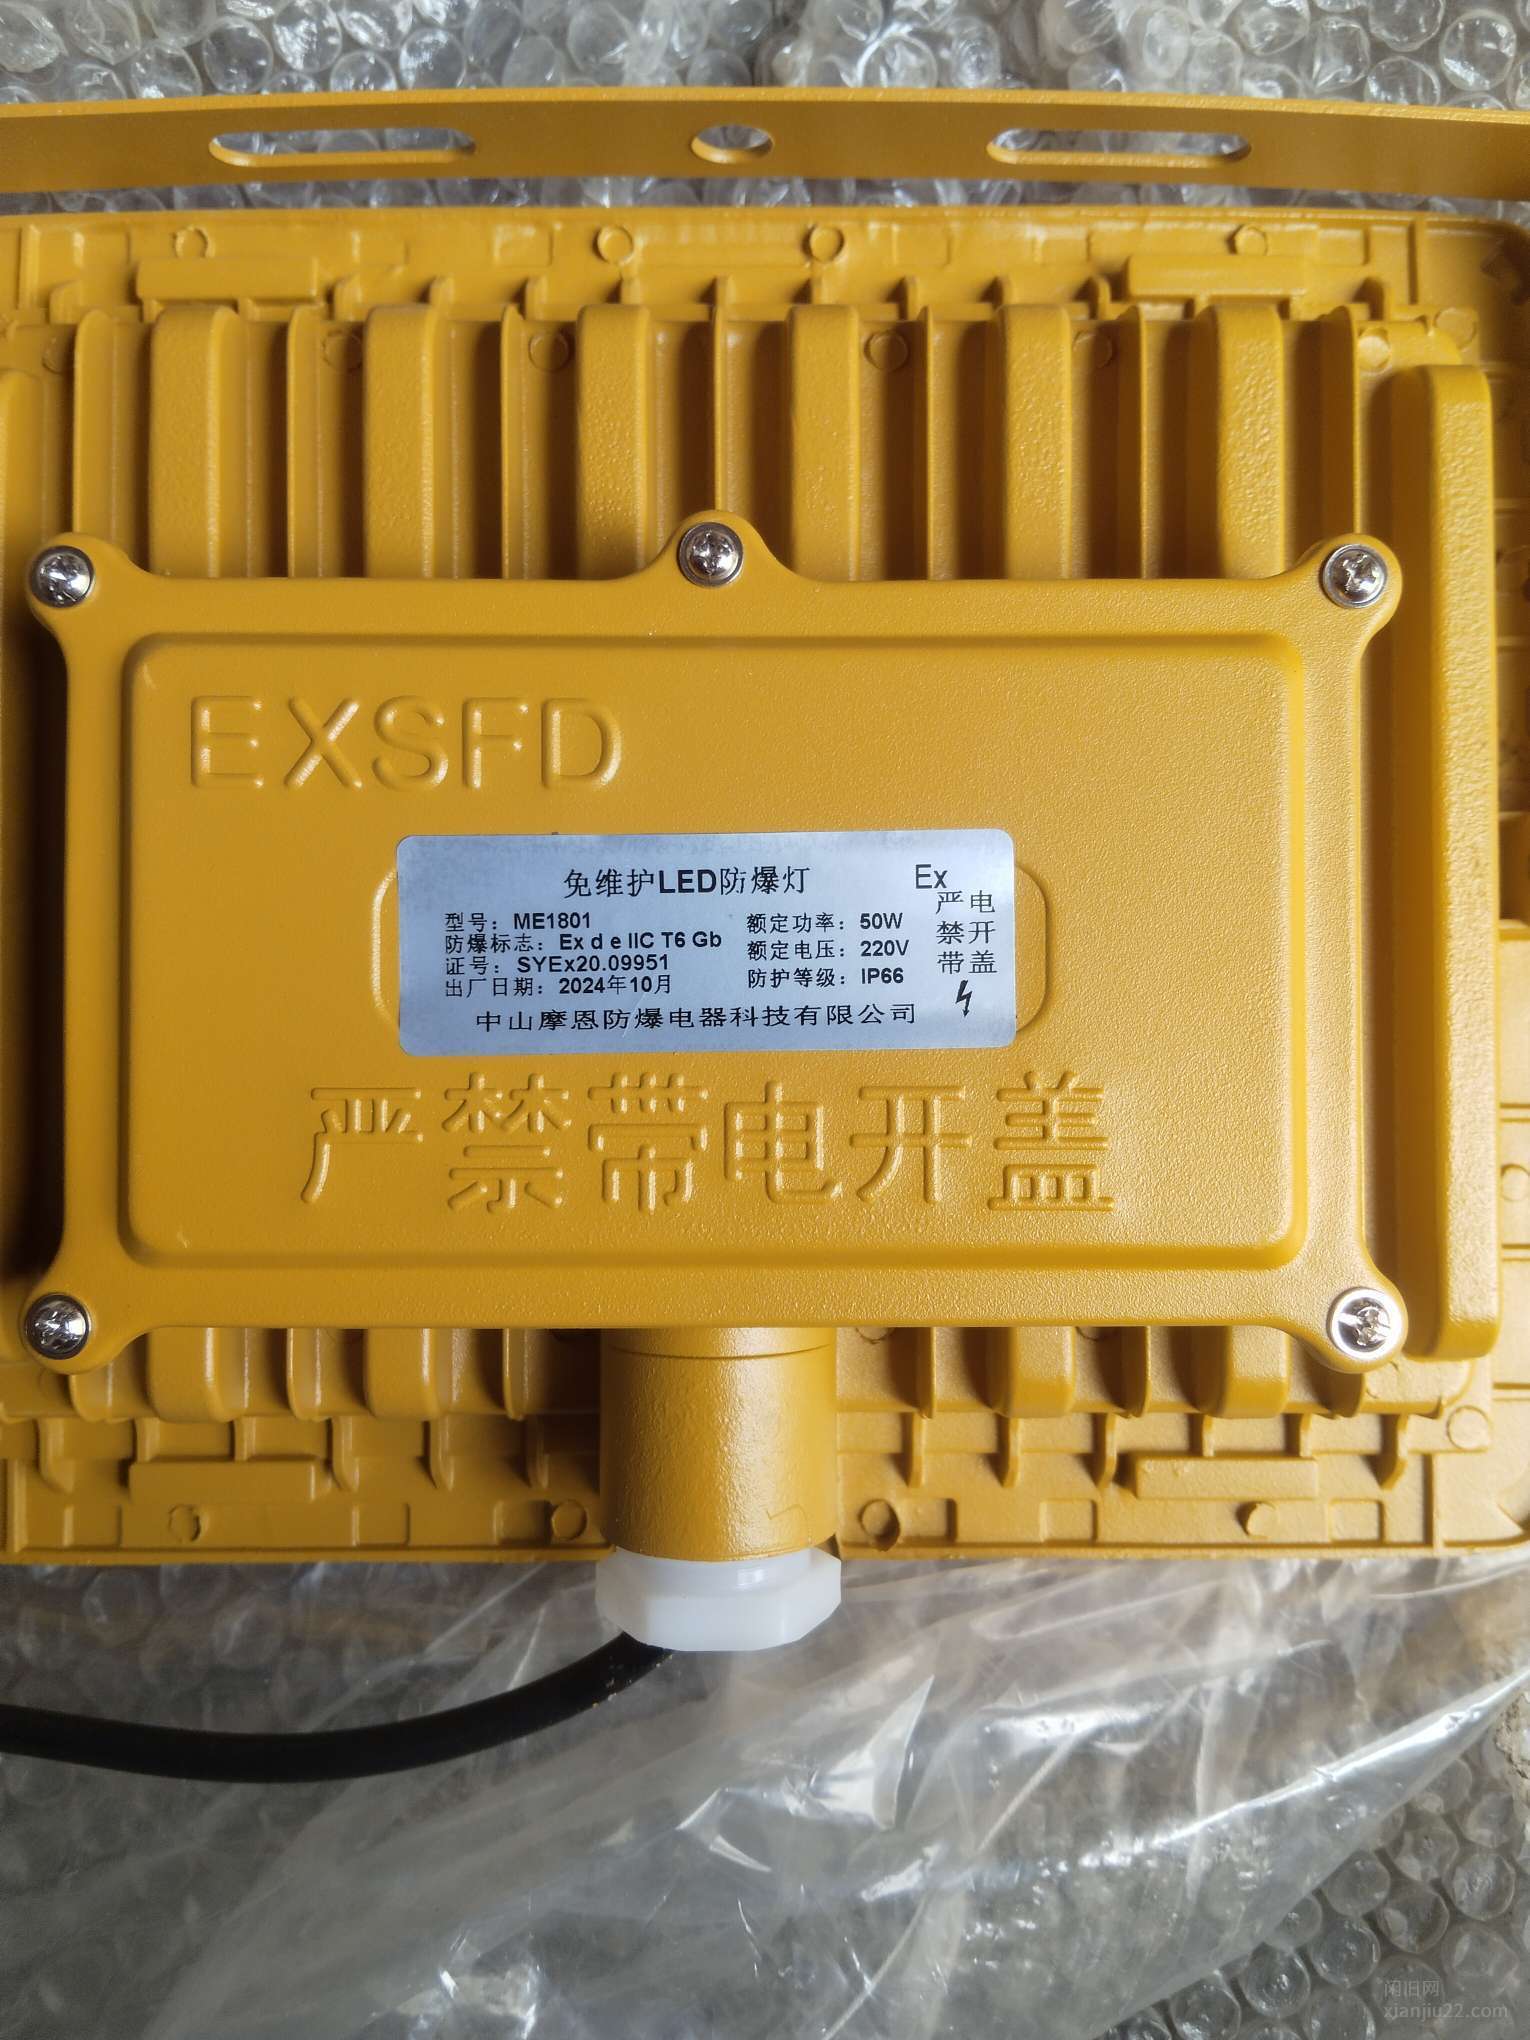 EXSFD
免维护LED防爆灯
Ex
型号：ME1801
防爆标志：Ex d e IIC T6 Gb
证号：SYEx20.09951
出厂日期：2024年10月
额定功率：50W
额定电压：220V
防护等级：IP66
严禁带
电开盖
中山摩恩防爆电器科技有限公司
严禁带电开盖
闲旧网
xianjiu22.com